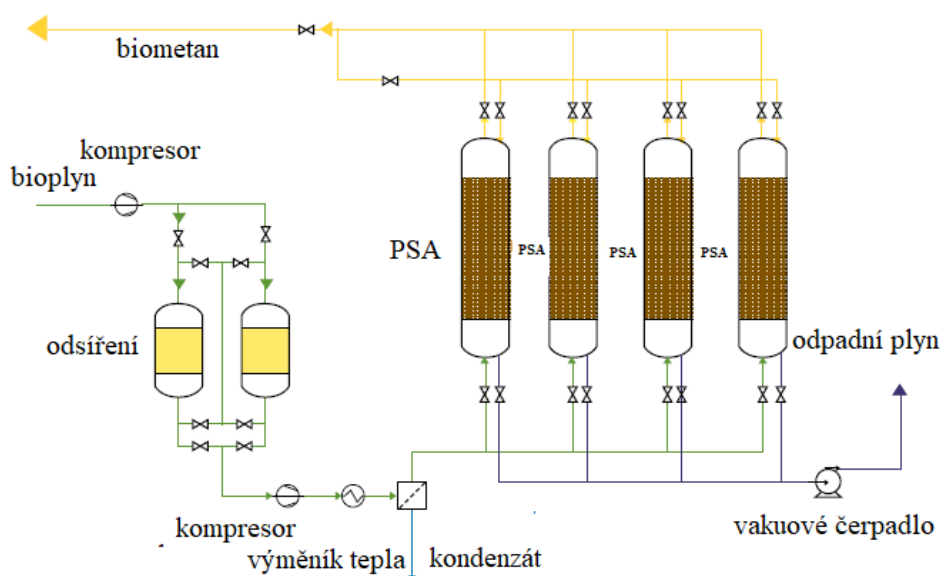 biometan
kompresor
bioplyn
PSA
PSA
PSA
PSA
odsíření
odpadní plyn
kompresor
vakuové čerpadlo
výměník tepla
kondenzát